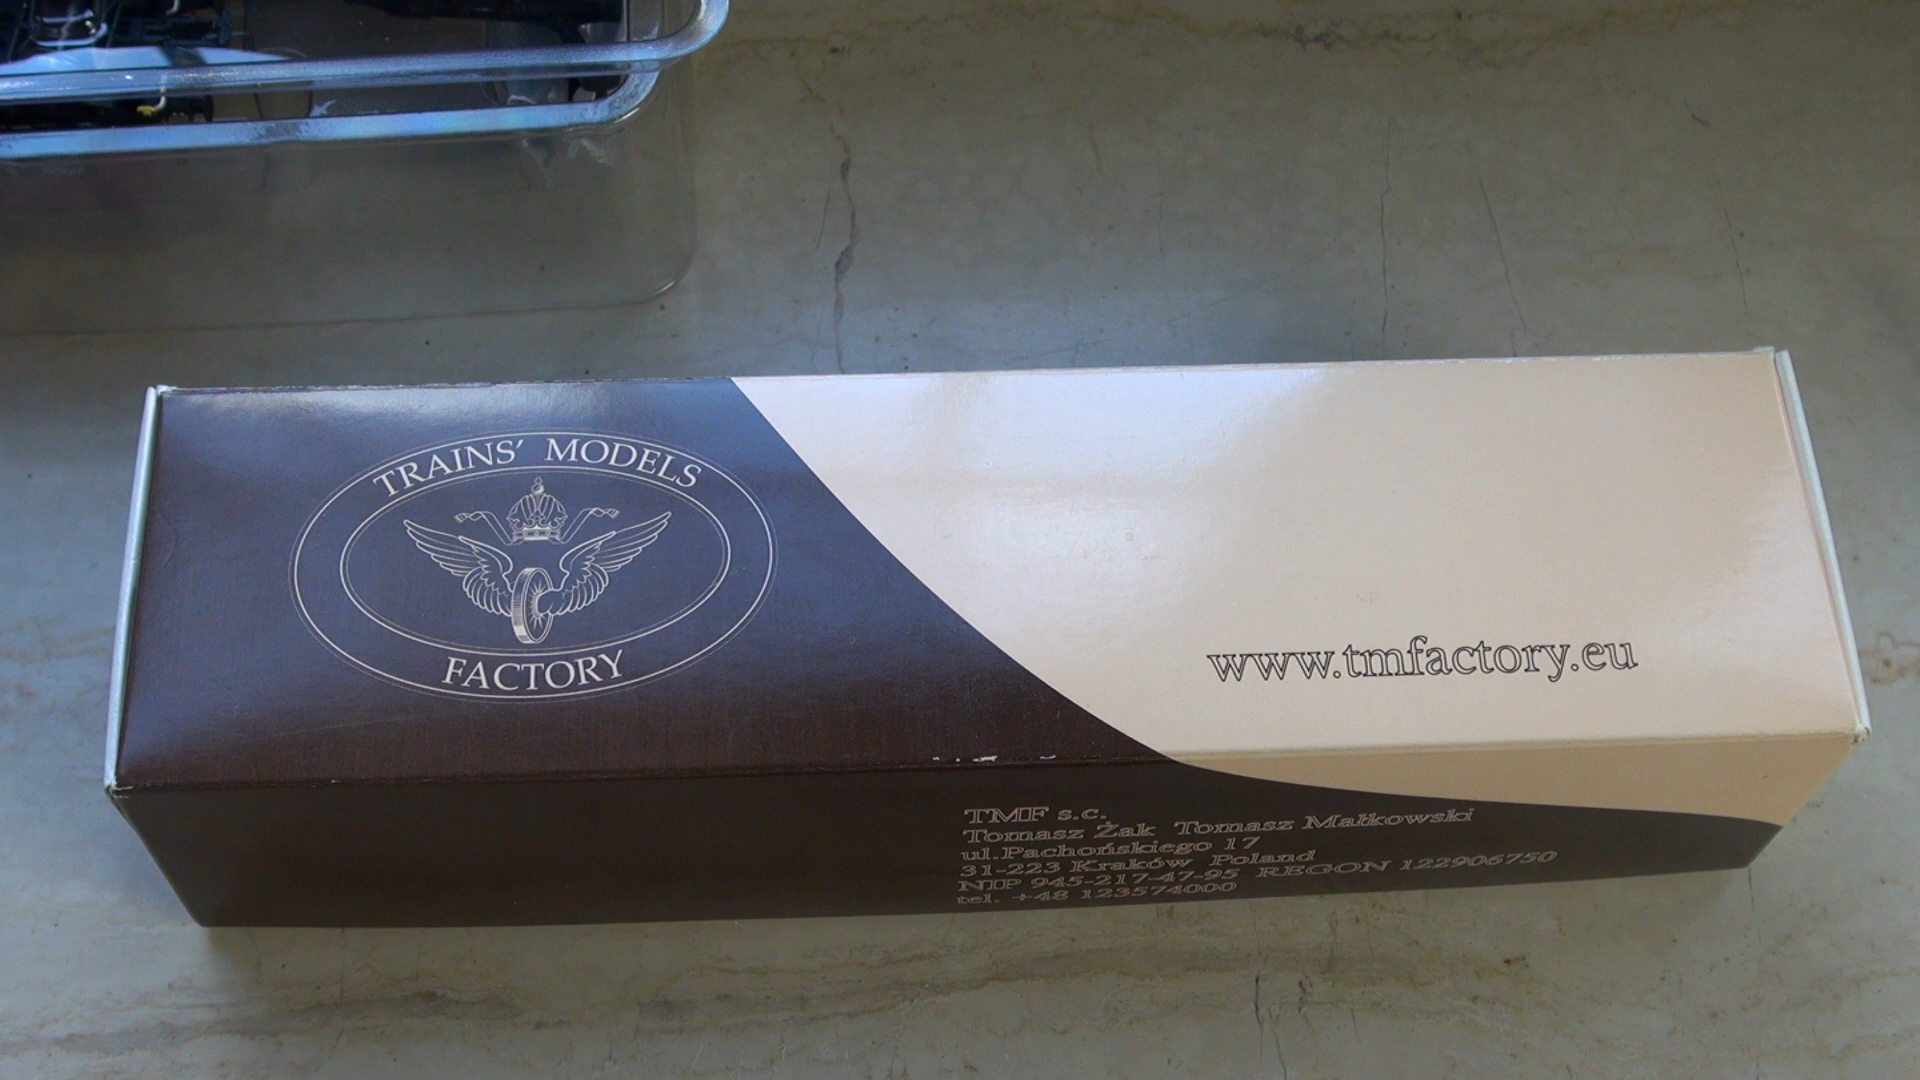 TRAINS' MODELS
FACTORY
www.tmfactory.eu
TMF s.c.
Tomasz Żak Tomasz Małkowski
ul.Pachońskiego 17
31-223 Kraków Poland
NIP 945-217-47-95 REGON 122906750
tel. +48 123574000